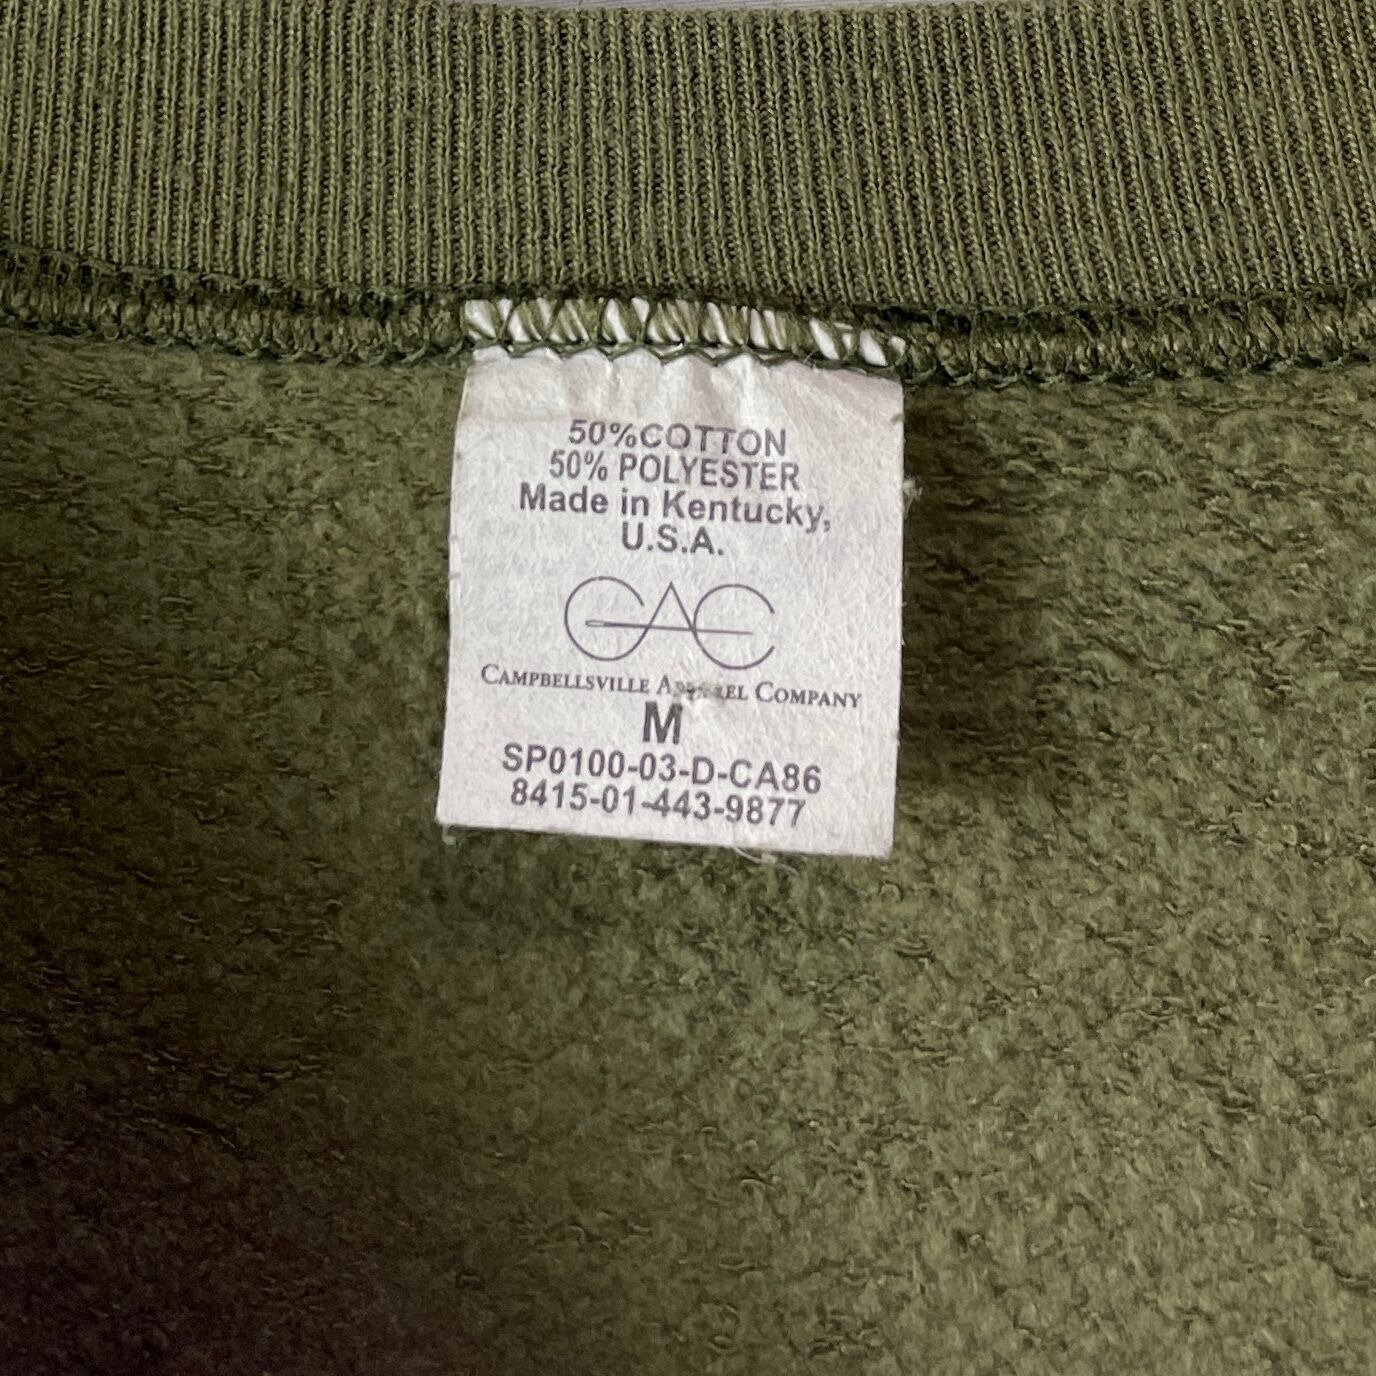 50%COTTON
50% POLYESTER
Made in Kentucky,
U.S.A.
CAC
CAMPBELLSVILLE APPAREL COMPANY
M
SP0100-03-D-CA86
8415-01-443-9877